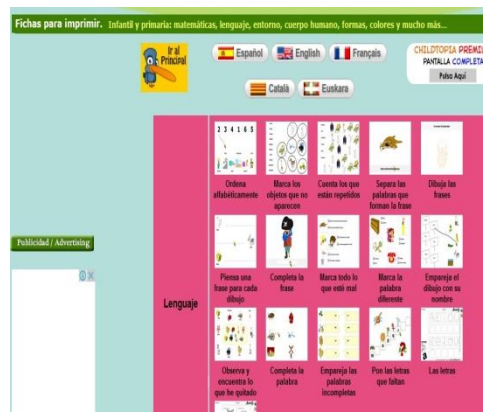 Fichas para imprimir. Infantil y primaria: matemáticas, lenguaje, entorno, cuerpo humano, formas, colores y mucho más...
Ir al
Principal
Español
English
Français
CHILDTOPIA PREMIU
PANTALLA COMPLETA
Pulse Aquí
Català
Euskara
2 3 4 1 6 5
Ordena
alfabéticamente
Marca los
objetos que no
aparecen
Cuenta los que
están repetidos
Separa las
palabras que
forman la frase
Dibuja las
frases
Publicidad / Advertising
Lenguaje
Piensa una
frase para cada
dibujo
Completa la
frase
Marca todo lo
que esté mal
Marca la
palabra
diferente
Empareja el
dibujo con su
nombre
Observa y
encuentra lo
que he quitado
Completa la
palabra
Empareja las
palabras
incompletas
Pon las letras
que faltan
Las letras